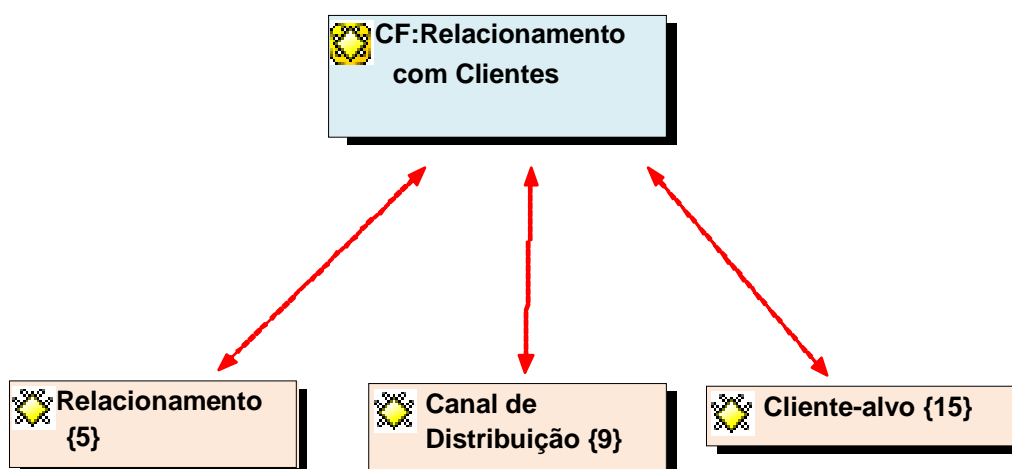 CF:Relacionamento
com Clientes
Relacionamento
{5}
Canal de
Distribuição {9}
Cliente-alvo {15}